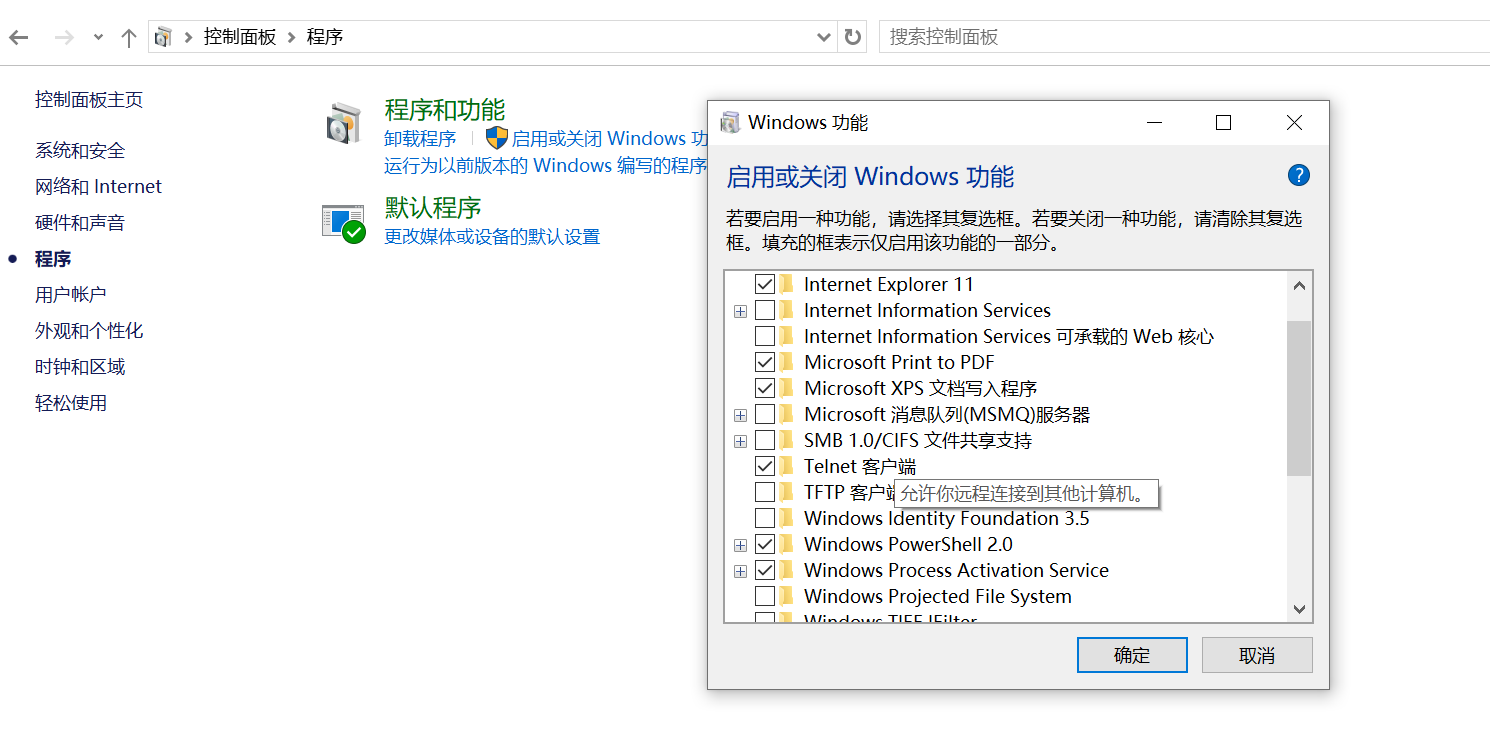 控制面板 程序
搜索控制面板
控制面板主页
系统和安全
网络和 Internet
硬件和声音
程序
用户帐户
外观和个性化
时钟和区域
轻松使用
程序和功能
卸载程序 启用或关闭 Windows 功
运行为以前版本的 Windows 编写的程序
默认程序
更改媒体或设备的默认设置
Windows 功能
启用或关闭 Windows 功能
若要启用一种功能，请选择其复选框。若要关闭一种功能，请清除其复选
框。填充的框表示仅启用该功能的一部分。
Internet Explorer 11
Internet Information Services
Internet Information Services 可承载的 Web 核心
Microsoft Print to PDF
Microsoft XPS 文档写入程序
Microsoft 消息队列(MSMQ)服务器
SMB 1.0/CIFS 文件共享支持
Telnet 客户端
TFTP 客户端
允许你远程连接到其他计算机。
Windows Identity Foundation 3.5
Windows PowerShell 2.0
Windows Process Activation Service
Windows Projected File System
Windows TIFF IFilter
确定 取消